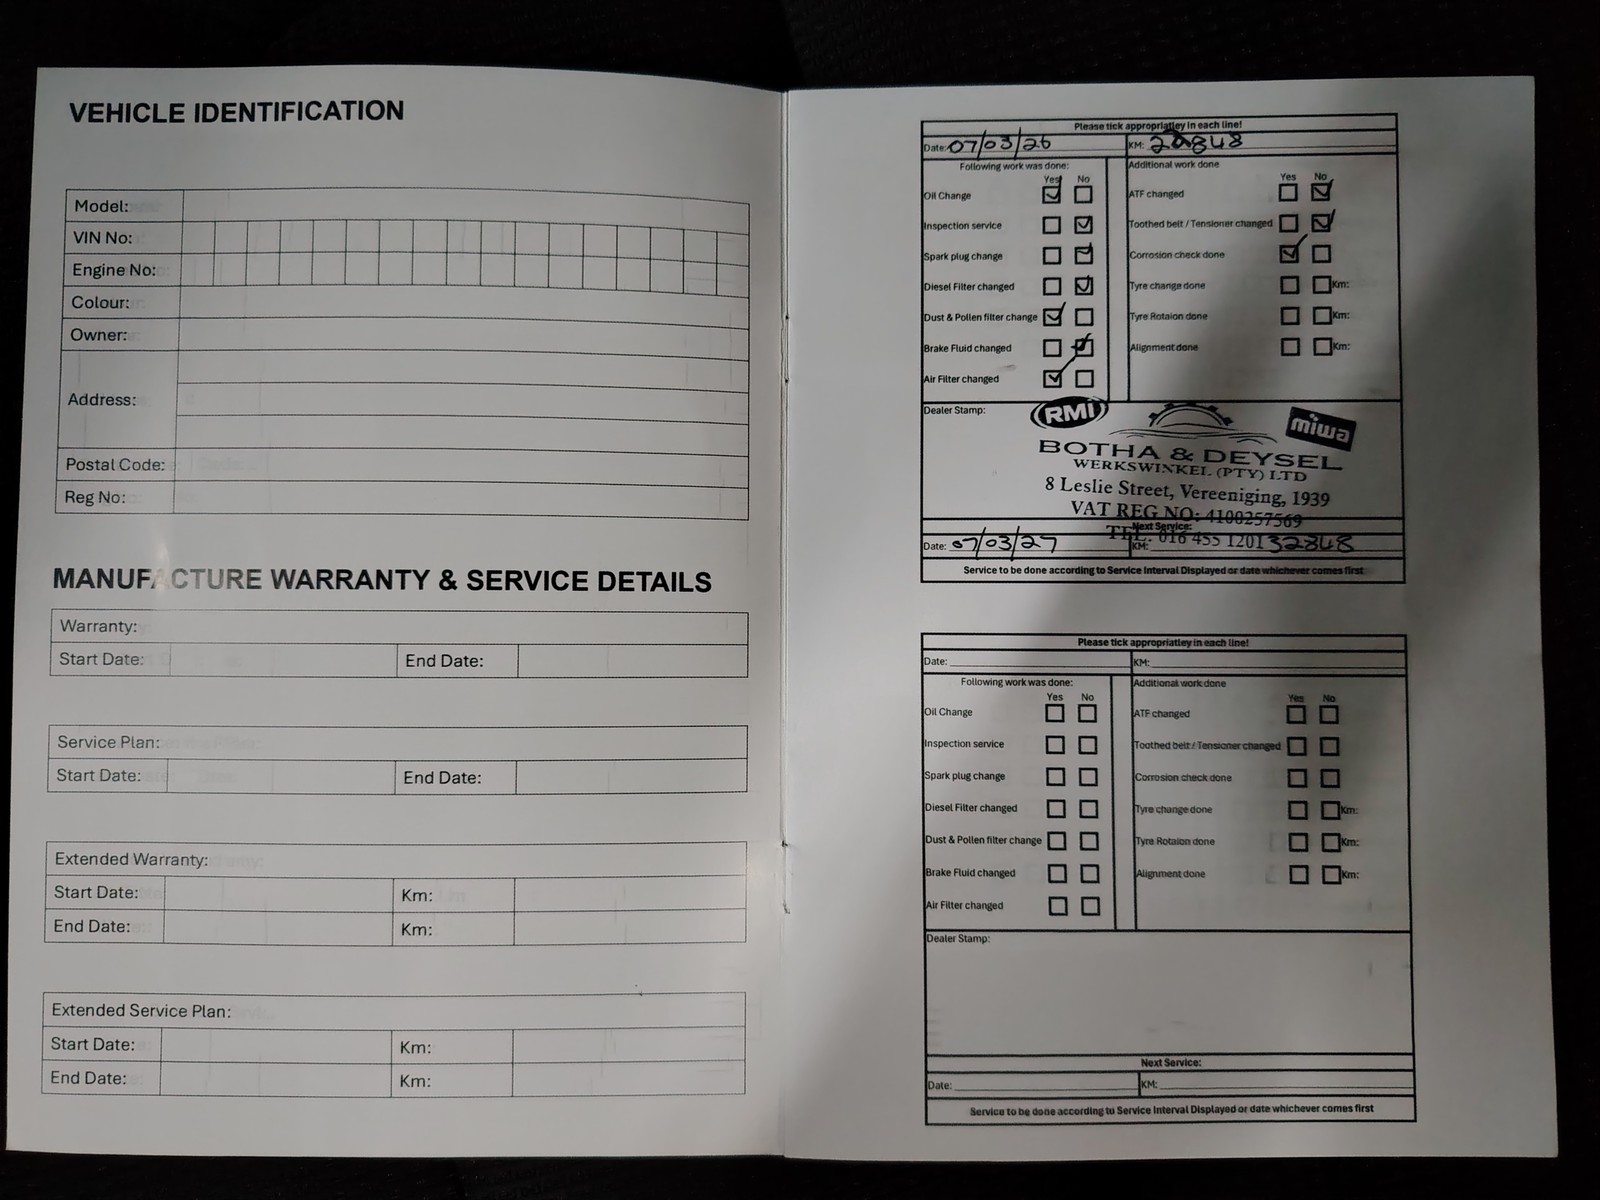 VEHICLE IDENTIFICATION
Model:
VIN No:
Engine No:
Colour:
Owner:
Address:
Postal Code:
Reg No:
MANUFACTURE WARRANTY & SERVICE DETAILS
Warranty:
Start Date: End Date:
Service Plan:
Start Date: End Date:
Extended Warranty:
Start Date: Km:
End Date: Km:
Extended Service Plan:
Start Date: Km:
End Date: Km:
Please tick appropriatley in each line!
Date: 07/03/26 KM: 22848
Following work was done: Additional work done
Yes No Yes No
Oil Change ATF changed
Inspection service Toothed belt / Tensioner changed
Spark plug change Corrosion check done
Diesel Filter changed Tyre change done Km:
Dust & Pollen filter change Tyre Rotaion done Km:
Brake Fluid changed Alignment done Km:
Air Filter changed
Dealer Stamp:
RMI miwa
BOTHA & DEYSEL
WERKSWINKEL (PTY) LTD
8 Leslie Street, Vereeniging, 1939
VAT REG NO: 4100257569
Next Service:
TEL: 016 455 1201
Date: 07/03/27 KM: 32848
Service to be done according to Service Interval Displayed or date whichever comes first
Please tick appropriatley in each line!
Date: KM:
Following work was done: Additional work done
Yes No Yes No
Oil Change ATF changed
Inspection service Toothed belt / Tensioner changed
Spark plug change Corrosion check done
Diesel Filter changed Tyre change done Km:
Dust & Pollen filter change Tyre Rotaion done Km:
Brake Fluid changed Alignment done Km:
Air Filter changed
Dealer Stamp:
Next Service:
Date: KM:
Service to be done according to Service Interval Displayed or date whichever comes first